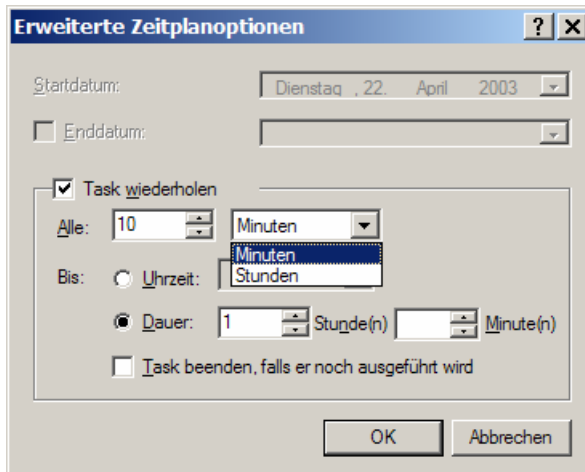 Erweiterte Zeitplanoptionen
Startdatum: Dienstag , 22. April 2003
Enddatum:
Task wiederholen
Alle: 10 Minuten
Minuten
Bis: Uhrzeit: Stunden
Dauer: 1 Stunde(n) Minute(n)
Task beenden, falls er noch ausgeführt wird
OK Abbrechen